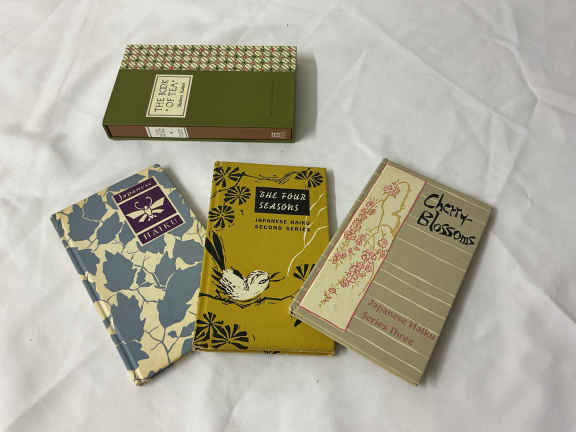 THE BOOK
OF TEA
Japanese
HAIKU
THE FOUR
SEASONS
JAPANESE HAIKU
SECOND SERIES
Cherry-
Blossoms
Japanese Haiku
Series Three